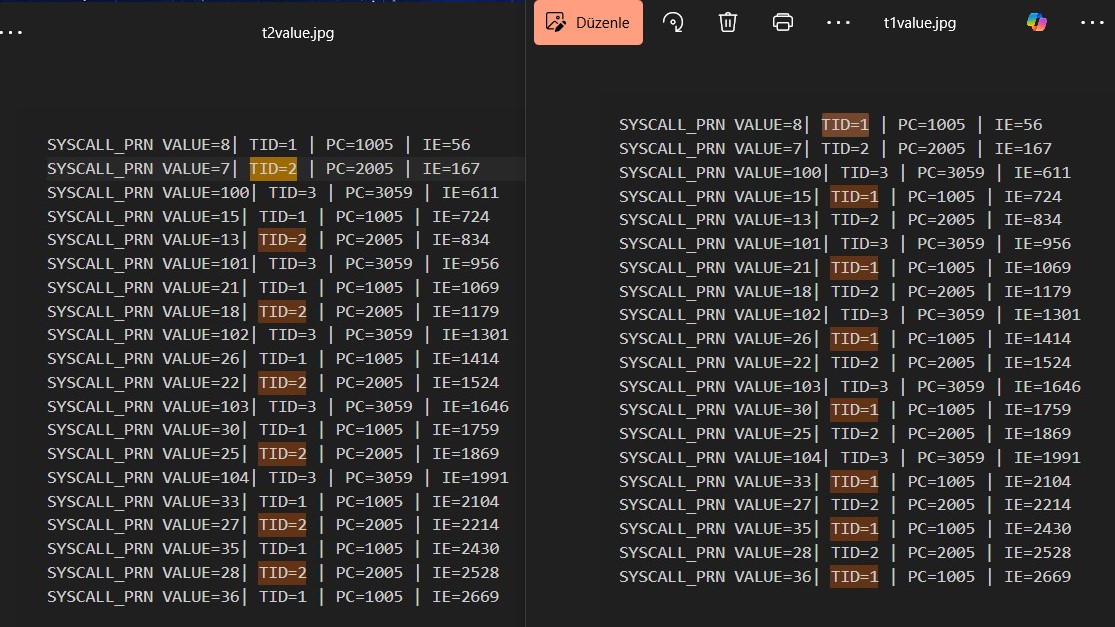 t2value.jpg
SYSCALL_PRN VALUE=8| TID=1 | PC=1005 | IE=56
SYSCALL_PRN VALUE=7| TID=2 | PC=2005 | IE=167
SYSCALL_PRN VALUE=100| TID=3 | PC=3059 | IE=611
SYSCALL_PRN VALUE=15| TID=1 | PC=1005 | IE=724
SYSCALL_PRN VALUE=13| TID=2 | PC=2005 | IE=834
SYSCALL_PRN VALUE=101| TID=3 | PC=3059 | IE=956
SYSCALL_PRN VALUE=21| TID=1 | PC=1005 | IE=1069
SYSCALL_PRN VALUE=18| TID=2 | PC=2005 | IE=1179
SYSCALL_PRN VALUE=102| TID=3 | PC=3059 | IE=1301
SYSCALL_PRN VALUE=26| TID=1 | PC=1005 | IE=1414
SYSCALL_PRN VALUE=22| TID=2 | PC=2005 | IE=1524
SYSCALL_PRN VALUE=103| TID=3 | PC=3059 | IE=1646
SYSCALL_PRN VALUE=30| TID=1 | PC=1005 | IE=1759
SYSCALL_PRN VALUE=25| TID=2 | PC=2005 | IE=1869
SYSCALL_PRN VALUE=104| TID=3 | PC=3059 | IE=1991
SYSCALL_PRN VALUE=33| TID=1 | PC=1005 | IE=2104
SYSCALL_PRN VALUE=27| TID=2 | PC=2005 | IE=2214
SYSCALL_PRN VALUE=35| TID=1 | PC=1005 | IE=2430
SYSCALL_PRN VALUE=28| TID=2 | PC=2005 | IE=2528
SYSCALL_PRN VALUE=36| TID=1 | PC=1005 | IE=2669
Düzenle
t1value.jpg
SYSCALL_PRN VALUE=8| TID=1 | PC=1005 | IE=56
SYSCALL_PRN VALUE=7| TID=2 | PC=2005 | IE=167
SYSCALL_PRN VALUE=100| TID=3 | PC=3059 | IE=611
SYSCALL_PRN VALUE=15| TID=1 | PC=1005 | IE=724
SYSCALL_PRN VALUE=13| TID=2 | PC=2005 | IE=834
SYSCALL_PRN VALUE=101| TID=3 | PC=3059 | IE=956
SYSCALL_PRN VALUE=21| TID=1 | PC=1005 | IE=1069
SYSCALL_PRN VALUE=18| TID=2 | PC=2005 | IE=1179
SYSCALL_PRN VALUE=102| TID=3 | PC=3059 | IE=1301
SYSCALL_PRN VALUE=26| TID=1 | PC=1005 | IE=1414
SYSCALL_PRN VALUE=22| TID=2 | PC=2005 | IE=1524
SYSCALL_PRN VALUE=103| TID=3 | PC=3059 | IE=1646
SYSCALL_PRN VALUE=30| TID=1 | PC=1005 | IE=1759
SYSCALL_PRN VALUE=25| TID=2 | PC=2005 | IE=1869
SYSCALL_PRN VALUE=104| TID=3 | PC=3059 | IE=1991
SYSCALL_PRN VALUE=33| TID=1 | PC=1005 | IE=2104
SYSCALL_PRN VALUE=27| TID=2 | PC=2005 | IE=2214
SYSCALL_PRN VALUE=35| TID=1 | PC=1005 | IE=2430
SYSCALL_PRN VALUE=28| TID=2 | PC=2005 | IE=2528
SYSCALL_PRN VALUE=36| TID=1 | PC=1005 | IE=2669